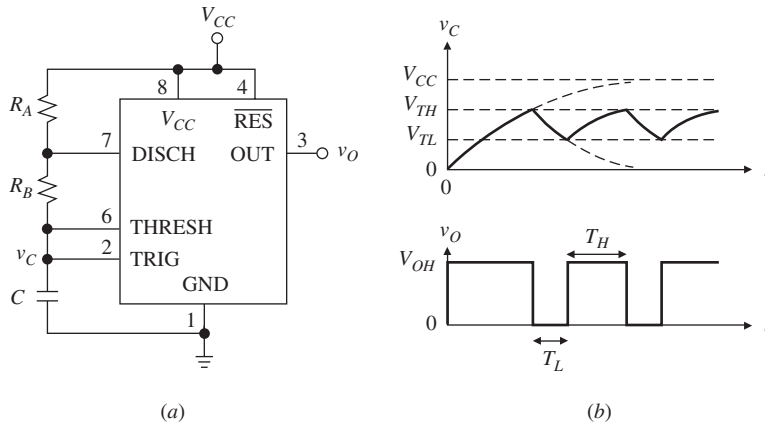 V_CC
8
4
R_A
V_CC
RES
7
DISCH
OUT
3
v_O
R_B
6
THRESH
v_C
2
TRIG
GND
C
1
(a)
v_C
V_CC
V_TH
V_TL
0
0
v_O
V_OH
T_H
0
T_L
(b)